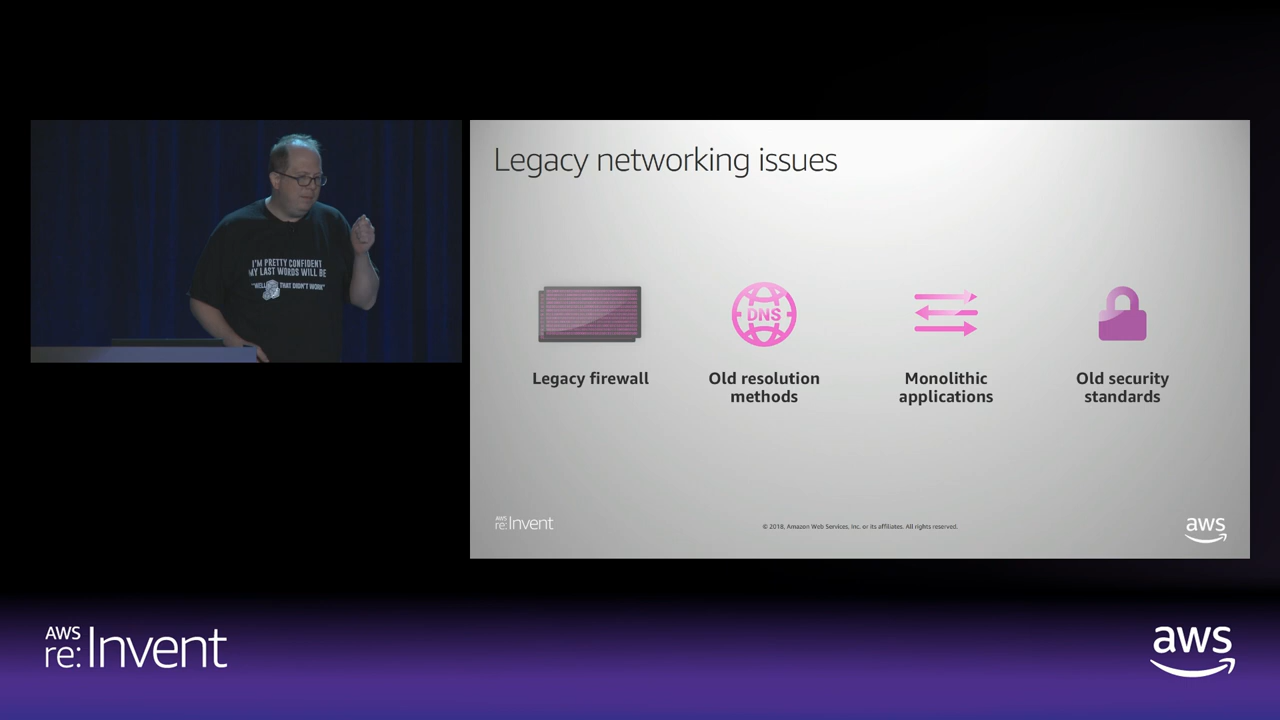 I'M PRETTY CONFIDENT
MY LAST WORDS WILL BE
"WELL THAT DIDN'T WORK"
Legacy networking issues
DNS
Legacy firewall
Old resolution
methods
Monolithic
applications
Old security
standards
AWS
re:Invent
© 2018, Amazon Web Services, Inc. or its affiliates. All rights reserved.
aws
AWS
re:Invent
aws